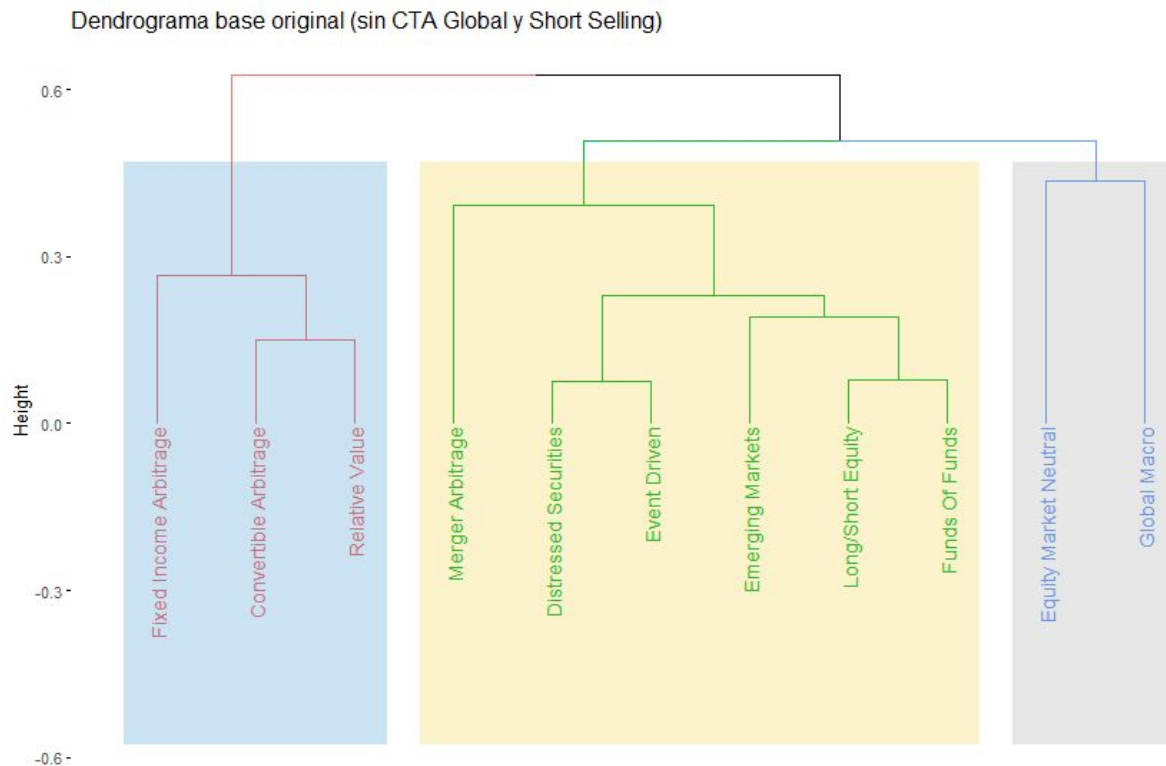 Dendrograma base original (sin CTA Global y Short Selling)
0.6
0.3
0.0
-0.3
-0.6
Height
Fixed Income Arbitrage
Convertible Arbitrage
Relative Value
Merger Arbitrage
Distressed Securities
Event Driven
Emerging Markets
Long/Short Equity
Funds Of Funds
Equity Market Neutral
Global Macro